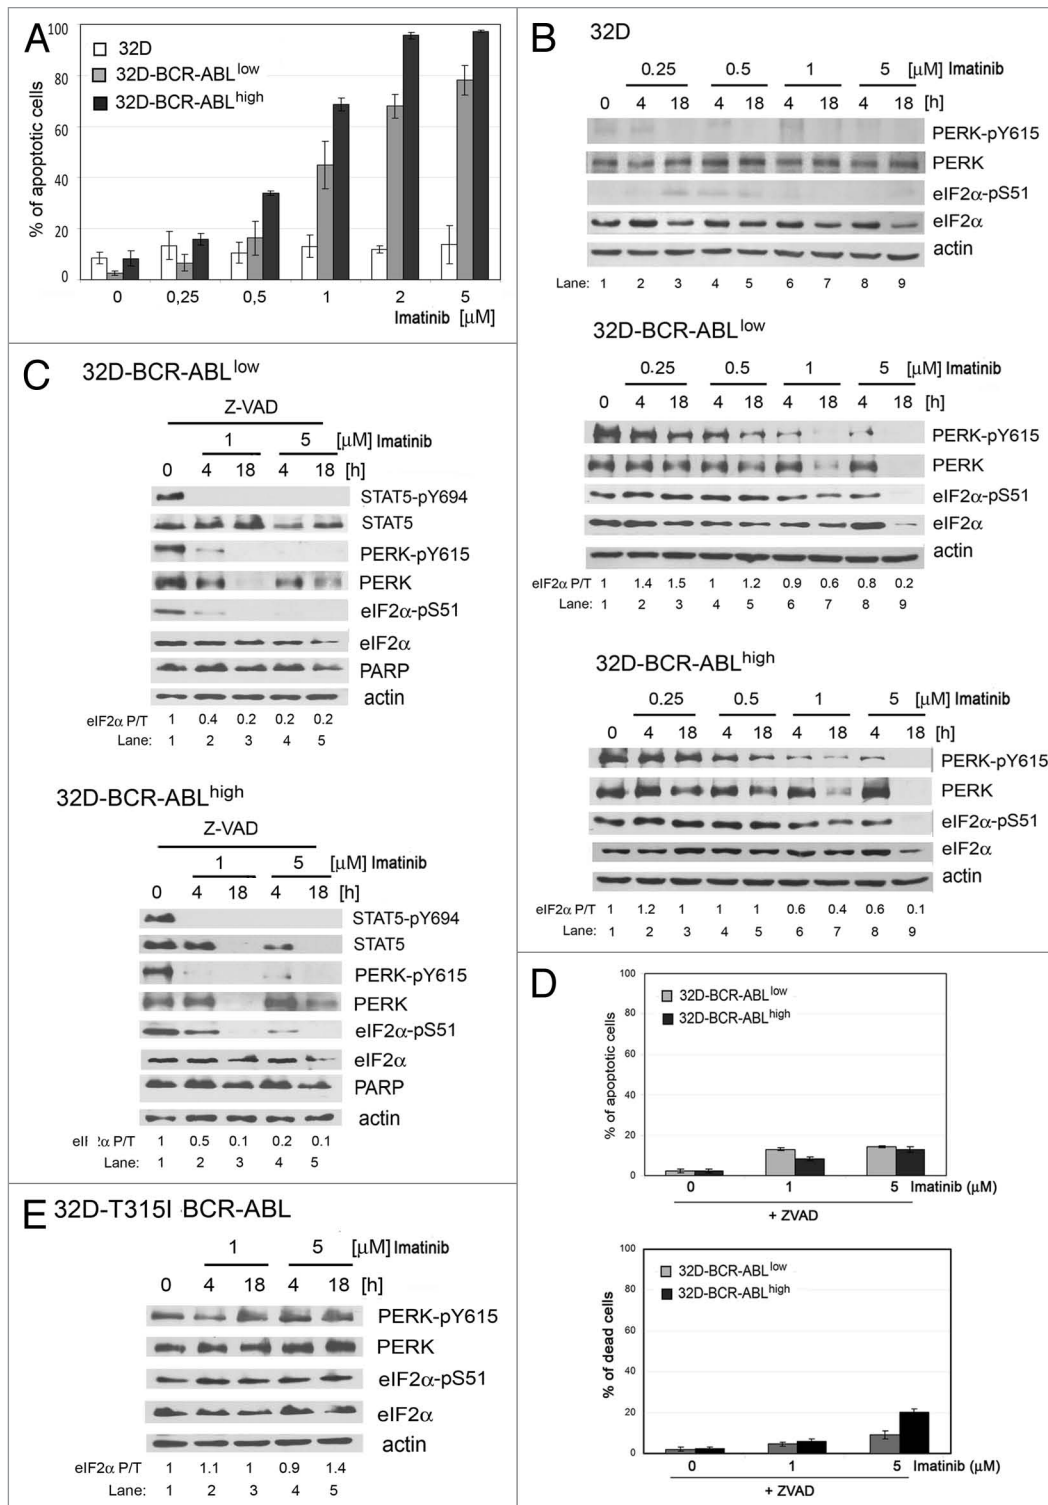 A
32D
32D-BCR-ABLlow
32D-BCR-ABLhigh
% of apoptotic cells
100
80
60
40
20
0
0 0,25 0,5 1 2 5
Imatinib [μM]
B
32D
0.25 0.5 1 5 [μM] Imatinib
0 4 18 4 18 4 18 4 18 [h]
PERK-pY615
PERK
eIF2α-pS51
eIF2α
actin
Lane: 1 2 3 4 5 6 7 8 9
32D-BCR-ABLlow
0.25 0.5 1 5 [μM] Imatinib
0 4 18 4 18 4 18 4 18 [h]
PERK-pY615
PERK
eIF2α-pS51
eIF2α
actin
eIF2α P/T 1 1.4 1.5 1 1.2 0.9 0.6 0.8 0.2
Lane: 1 2 3 4 5 6 7 8 9
32D-BCR-ABLhigh
0.25 0.5 1 5 [μM] Imatinib
0 4 18 4 18 4 18 4 18 [h]
PERK-pY615
PERK
eIF2α-pS51
eIF2α
actin
eIF2α P/T 1 1.2 1 1 1 0.6 0.4 0.6 0.1
Lane: 1 2 3 4 5 6 7 8 9
C
32D-BCR-ABLlow
Z-VAD
1 5 [μM] Imatinib
0 4 18 4 18 [h]
STAT5-pY694
STAT5
PERK-pY615
PERK
eIF2α-pS51
eIF2α
PARP
actin
eIF2α P/T 1 0.4 0.2 0.2 0.2
Lane: 1 2 3 4 5
32D-BCR-ABLhigh
Z-VAD
1 5 [μM] Imatinib
0 4 18 4 18 [h]
STAT5-pY694
STAT5
PERK-pY615
PERK
eIF2α-pS51
eIF2α
PARP
actin
P/T 1 0.5 0.1 0.2 0.1
Lane: 1 2 3 4 5
D
32D-BCR-ABLlow
32D-BCR-ABLhigh
% of apoptotic cells
100
80
60
40
20
0
0 1 5 Imatinib (μM)
+ ZVAD
32D-BCR-ABLlow
32D-BCR-ABLhigh
% of dead cells
100
80
60
40
20
0
0 1 5 Imatinib (μM)
+ ZVAD
E
32D-T315I BCR-ABL
1 5 [μM] Imatinib
0 4 18 4 18 [h]
PERK-pY615
PERK
eIF2α-pS51
eIF2α
actin
eIF2α P/T 1 1.1 1 0.9 1.4
Lane: 1 2 3 4 5